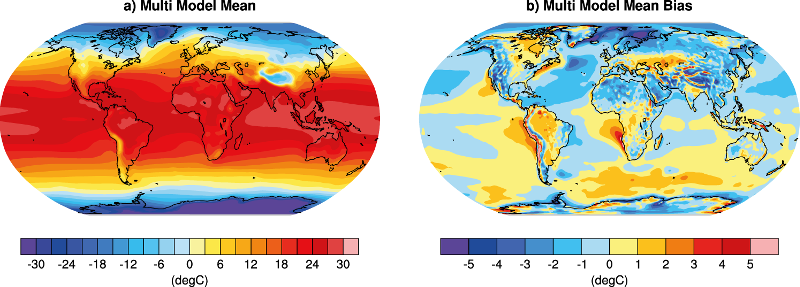 a) Multi Model Mean
b) Multi Model Mean Bias
-30 -24 -18 -12 -6 0 6 12 18 24 30
(degC)
-5 -4 -3 -2 -1 0 1 2 3 4 5
(degC)